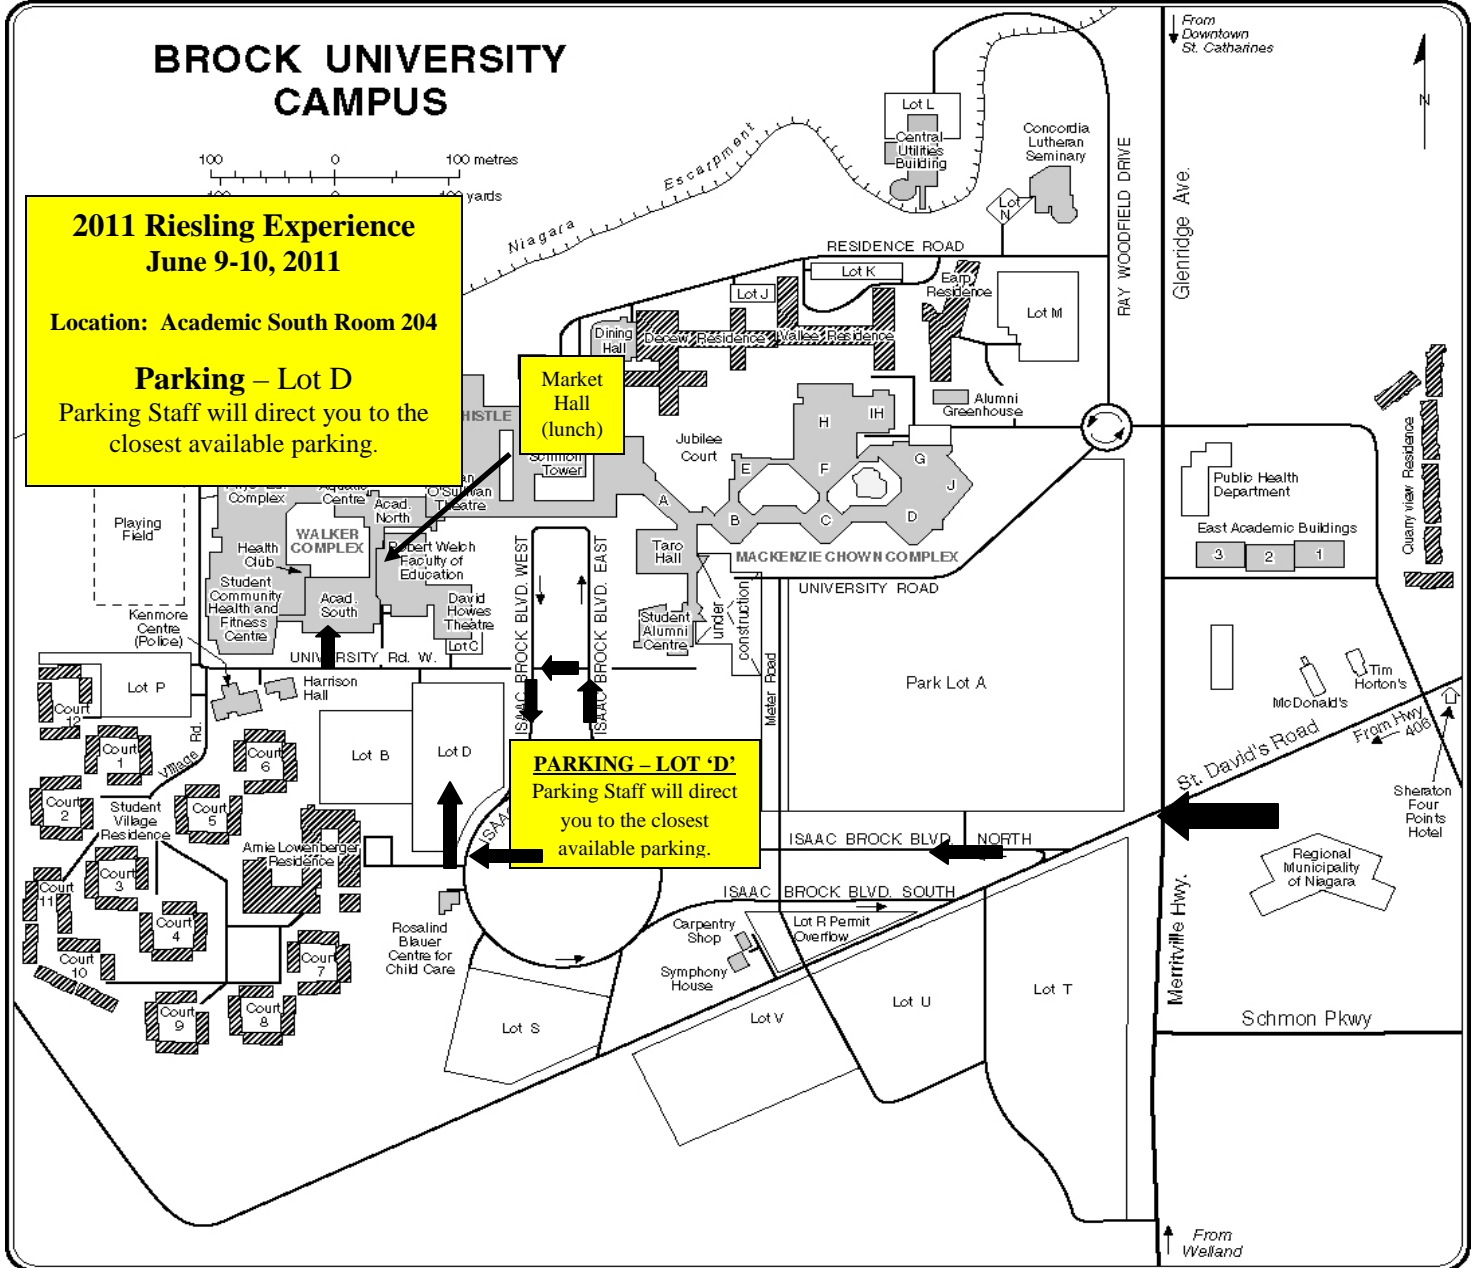 BROCK UNIVERSITY
CAMPUS
100 0 100 metres
yards
From
Downtown
St. Catharines
N
2011 Riesling Experience
June 9-10, 2011
Location: Academic South Room 204
Parking – Lot D
Parking Staff will direct you to the
closest available parking.
Niagara Escarpment
Lot L
Central
Utilities
Building
Concordia
Lutheran
Seminary
Lot
N
RAY WOODFIELD DRIVE
Glenridge Ave.
RESIDENCE ROAD
Lot K
Lot J
Earp
Residence
Lot M
Dining
Hall
Decew Residence
Vallee Residence
Market
Hall
(lunch)
Alumni
Greenhouse
Jubilee
Court
H
IH
E
F
G
A
B
C
D
J
Tower
Theatre
Complex
Centre
Acad.
North
Playing
Field
WALKER
COMPLEX
Health
Club
Robert Welch
Faculty of
Education
Student
Community
Health and
Fitness
Centre
Acad.
South
David
Howes
Theatre
Lot C
Kenmore
Centre
(Police)
Taro
Hall
MACKENZIE CHOWN COMPLEX
UNIVERSITY ROAD
under
construction
Student
Alumni
Centre
ISAAC BROCK BLVD. WEST
ISAAC BROCK BLVD. EAST
Meter Road
Park Lot A
Public Health
Department
East Academic Buildings
3 2 1
Quarryview Residence
McDonald's
Tim
Horton's
St. David's Road
From Hwy
406
Sheraton
Four
Points
Hotel
UNIVERSITY Rd. W.
Lot P
Harrison
Hall
Village Rd.
Court
12
Court
1
Court
6
Court
2
Student
Village
Residence
Court
5
Lot B
Lot D
PARKING – LOT ‘D’
Parking Staff will direct
you to the closest
available parking.
ISAAC
ISAAC BROCK BLVD. NORTH
ISAAC BROCK BLVD. SOUTH
Regional
Municipality
of Niagara
Arnie Lowenberger
Residence
Court
3
Court
11
Court
4
Court
10
Court
7
Court
9
Court
8
Rosalind
Blauer
Centre for
Child Care
Carpentry
Shop
Symphony
House
Lot R Permit
Overflow
Lot S
Lot V
Lot U
Lot T
Merrittville Hwy.
Schmon Pkwy
From
Welland